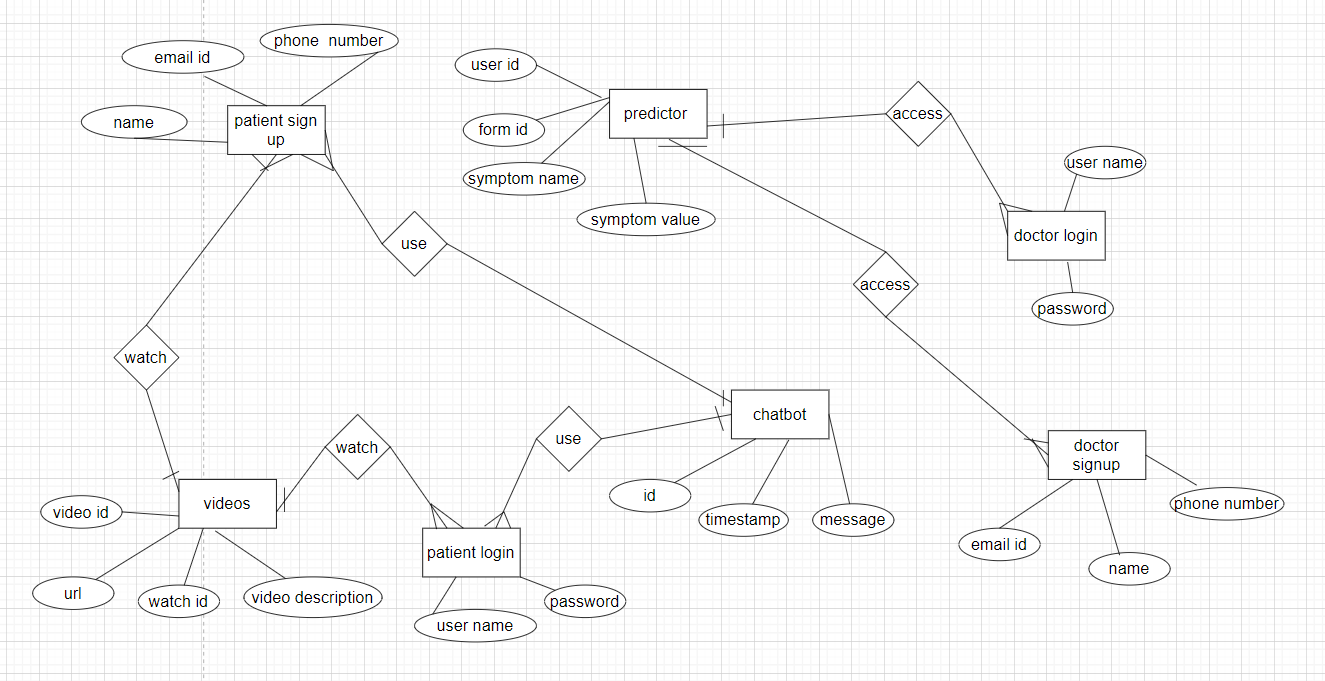 phone  number
email id
user id
predictor
access
name
patient sign
up
form id
user name
symptom name
symptom value
doctor login
use
access
password
watch
chatbot
use
watch
doctor
signup
id
videos
video id
timestamp
message
phone number
patient login
email id
name
url
watch id
video description
password
user name